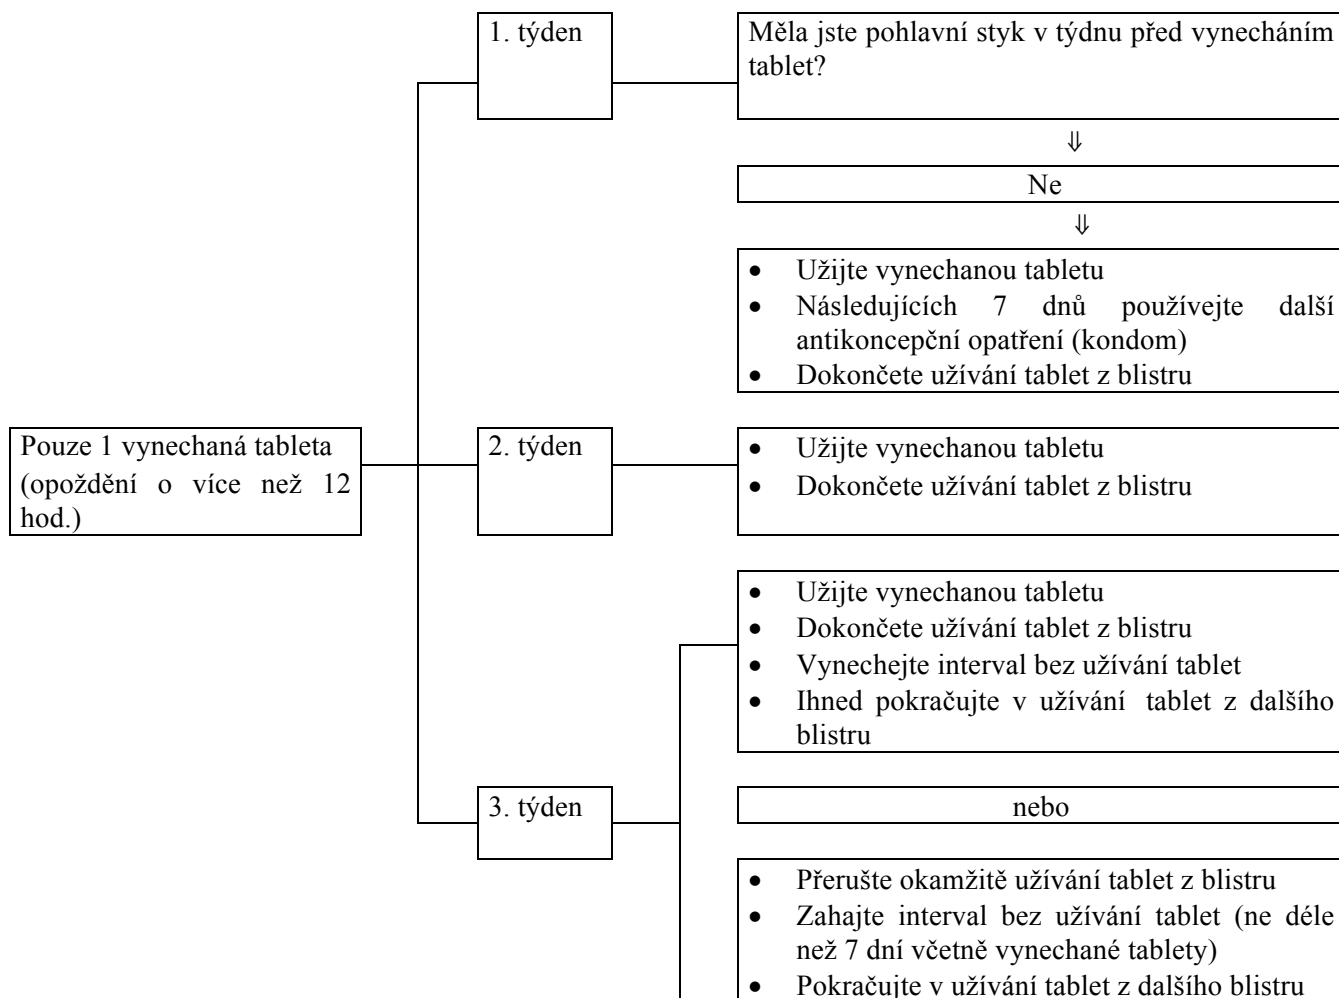 1. týden
Měla jste pohlavní styk v týdnu před vynecháním
tablet?
⇓
Ne
⇓
• Užijte vynechanou tabletu
• Následujících 7 dnů používejte další
antikoncepční opatření (kondom)
• Dokončete užívání tablet z blistru
Pouze 1 vynechaná tableta
(opoždění o více než 12
hod.)
2. týden
• Užijte vynechanou tabletu
• Dokončete užívání tablet z blistru
• Užijte vynechanou tabletu
• Dokončete užívání tablet z blistru
• Vynechejte interval bez užívání tablet
• Ihned pokračujte v užívání tablet z dalšího
blistru
3. týden
nebo
• Přerušte okamžitě užívání tablet z blistru
• Zahajte interval bez užívání tablet (ne déle
než 7 dní včetně vynechané tablety)
• Pokračujte v užívání tablet z dalšího blistru